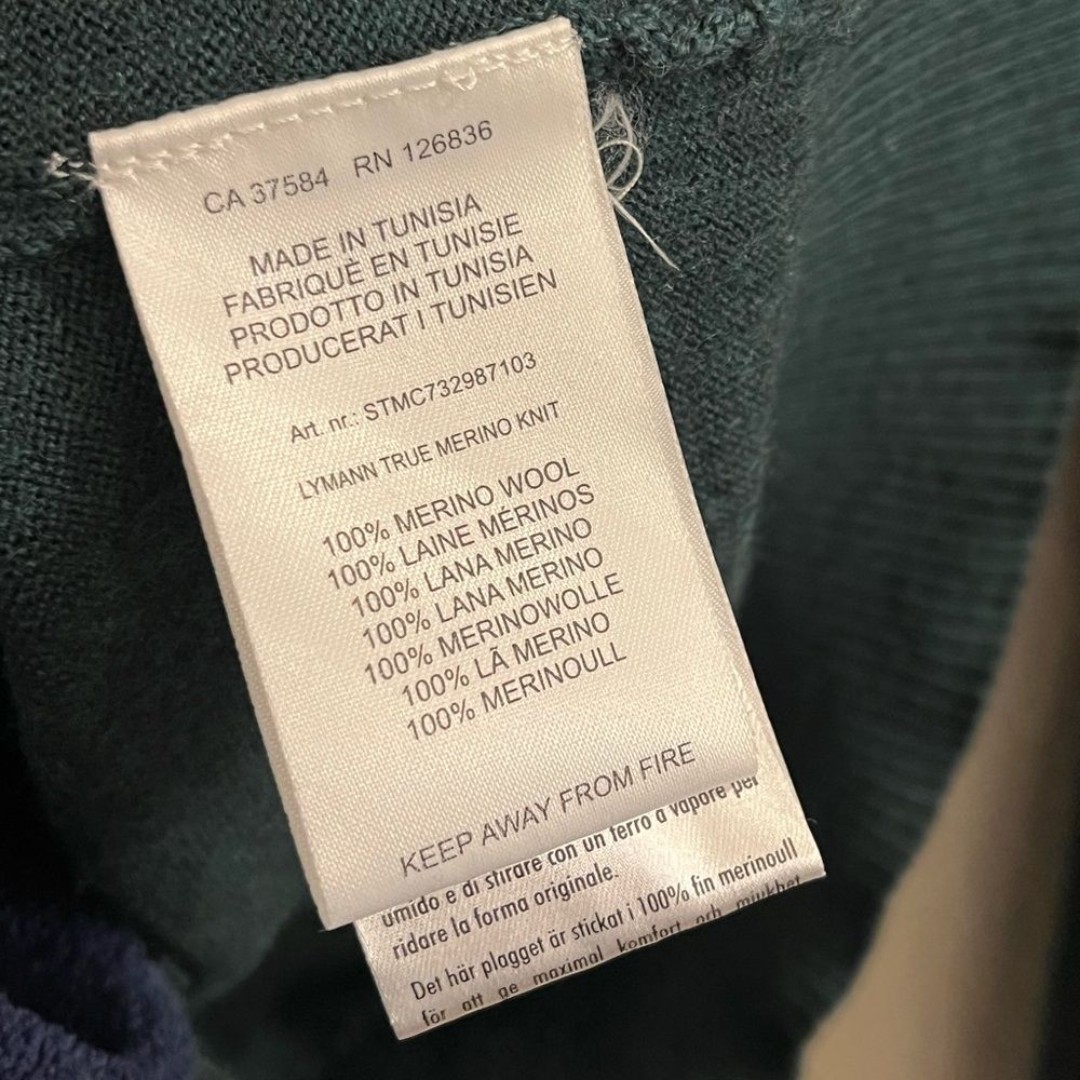 CA 37584 RN 126836
MADE IN TUNISIA
FABRIQUÈ EN TUNISIE
PRODOTTO IN TUNISIA
PRODUCERAT I TUNISIEN
Art. nr.: STMC732987103
LYMANN TRUE MERINO KNIT
100% MERINO WOOL
100% LAINE MÉRINOS
100% LANA MERINO
100% LANA MERINO
100% MERINOWOLLE
100% LÃ MERINO
100% MERINOULL
KEEP AWAY FROM FIRE
umido e di stirare con un ferro a vapore per
ridare la forma originale.
Det här plagget är stickat i 100% fin merinoull
för att ge maximal komfort och mjukhet